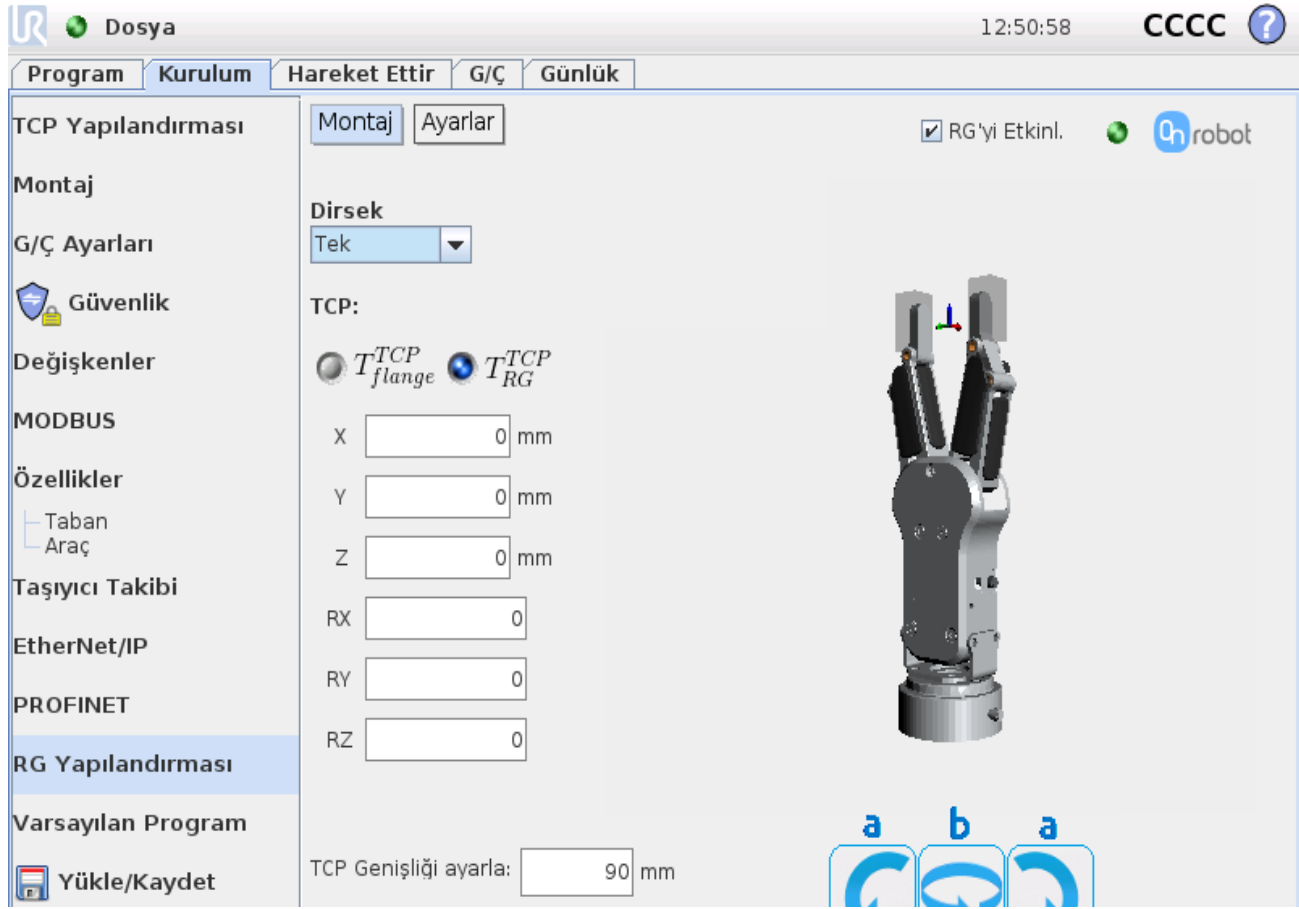 UR Dosya 12:50:58 CCCC ?
Program Kurulum Hareket Ettir G/Ç Günlük
TCP Yapılandırması
Montaj
G/Ç Ayarları
Güvenlik
Değişkenler
MODBUS
Özellikler
Taban
Araç
Taşıyıcı Takibi
EtherNet/IP
PROFINET
RG Yapılandırması
Varsayılan Program
Yükle/Kaydet
Montaj Ayarlar
RG'yi Etkinl. On robot
Dirsek
Tek
TCP:
T TCP flange T TCP RG
X 0 mm
Y 0 mm
Z 0 mm
RX 0
RY 0
RZ 0
TCP Genişliği ayarla: 90 mm
a b a